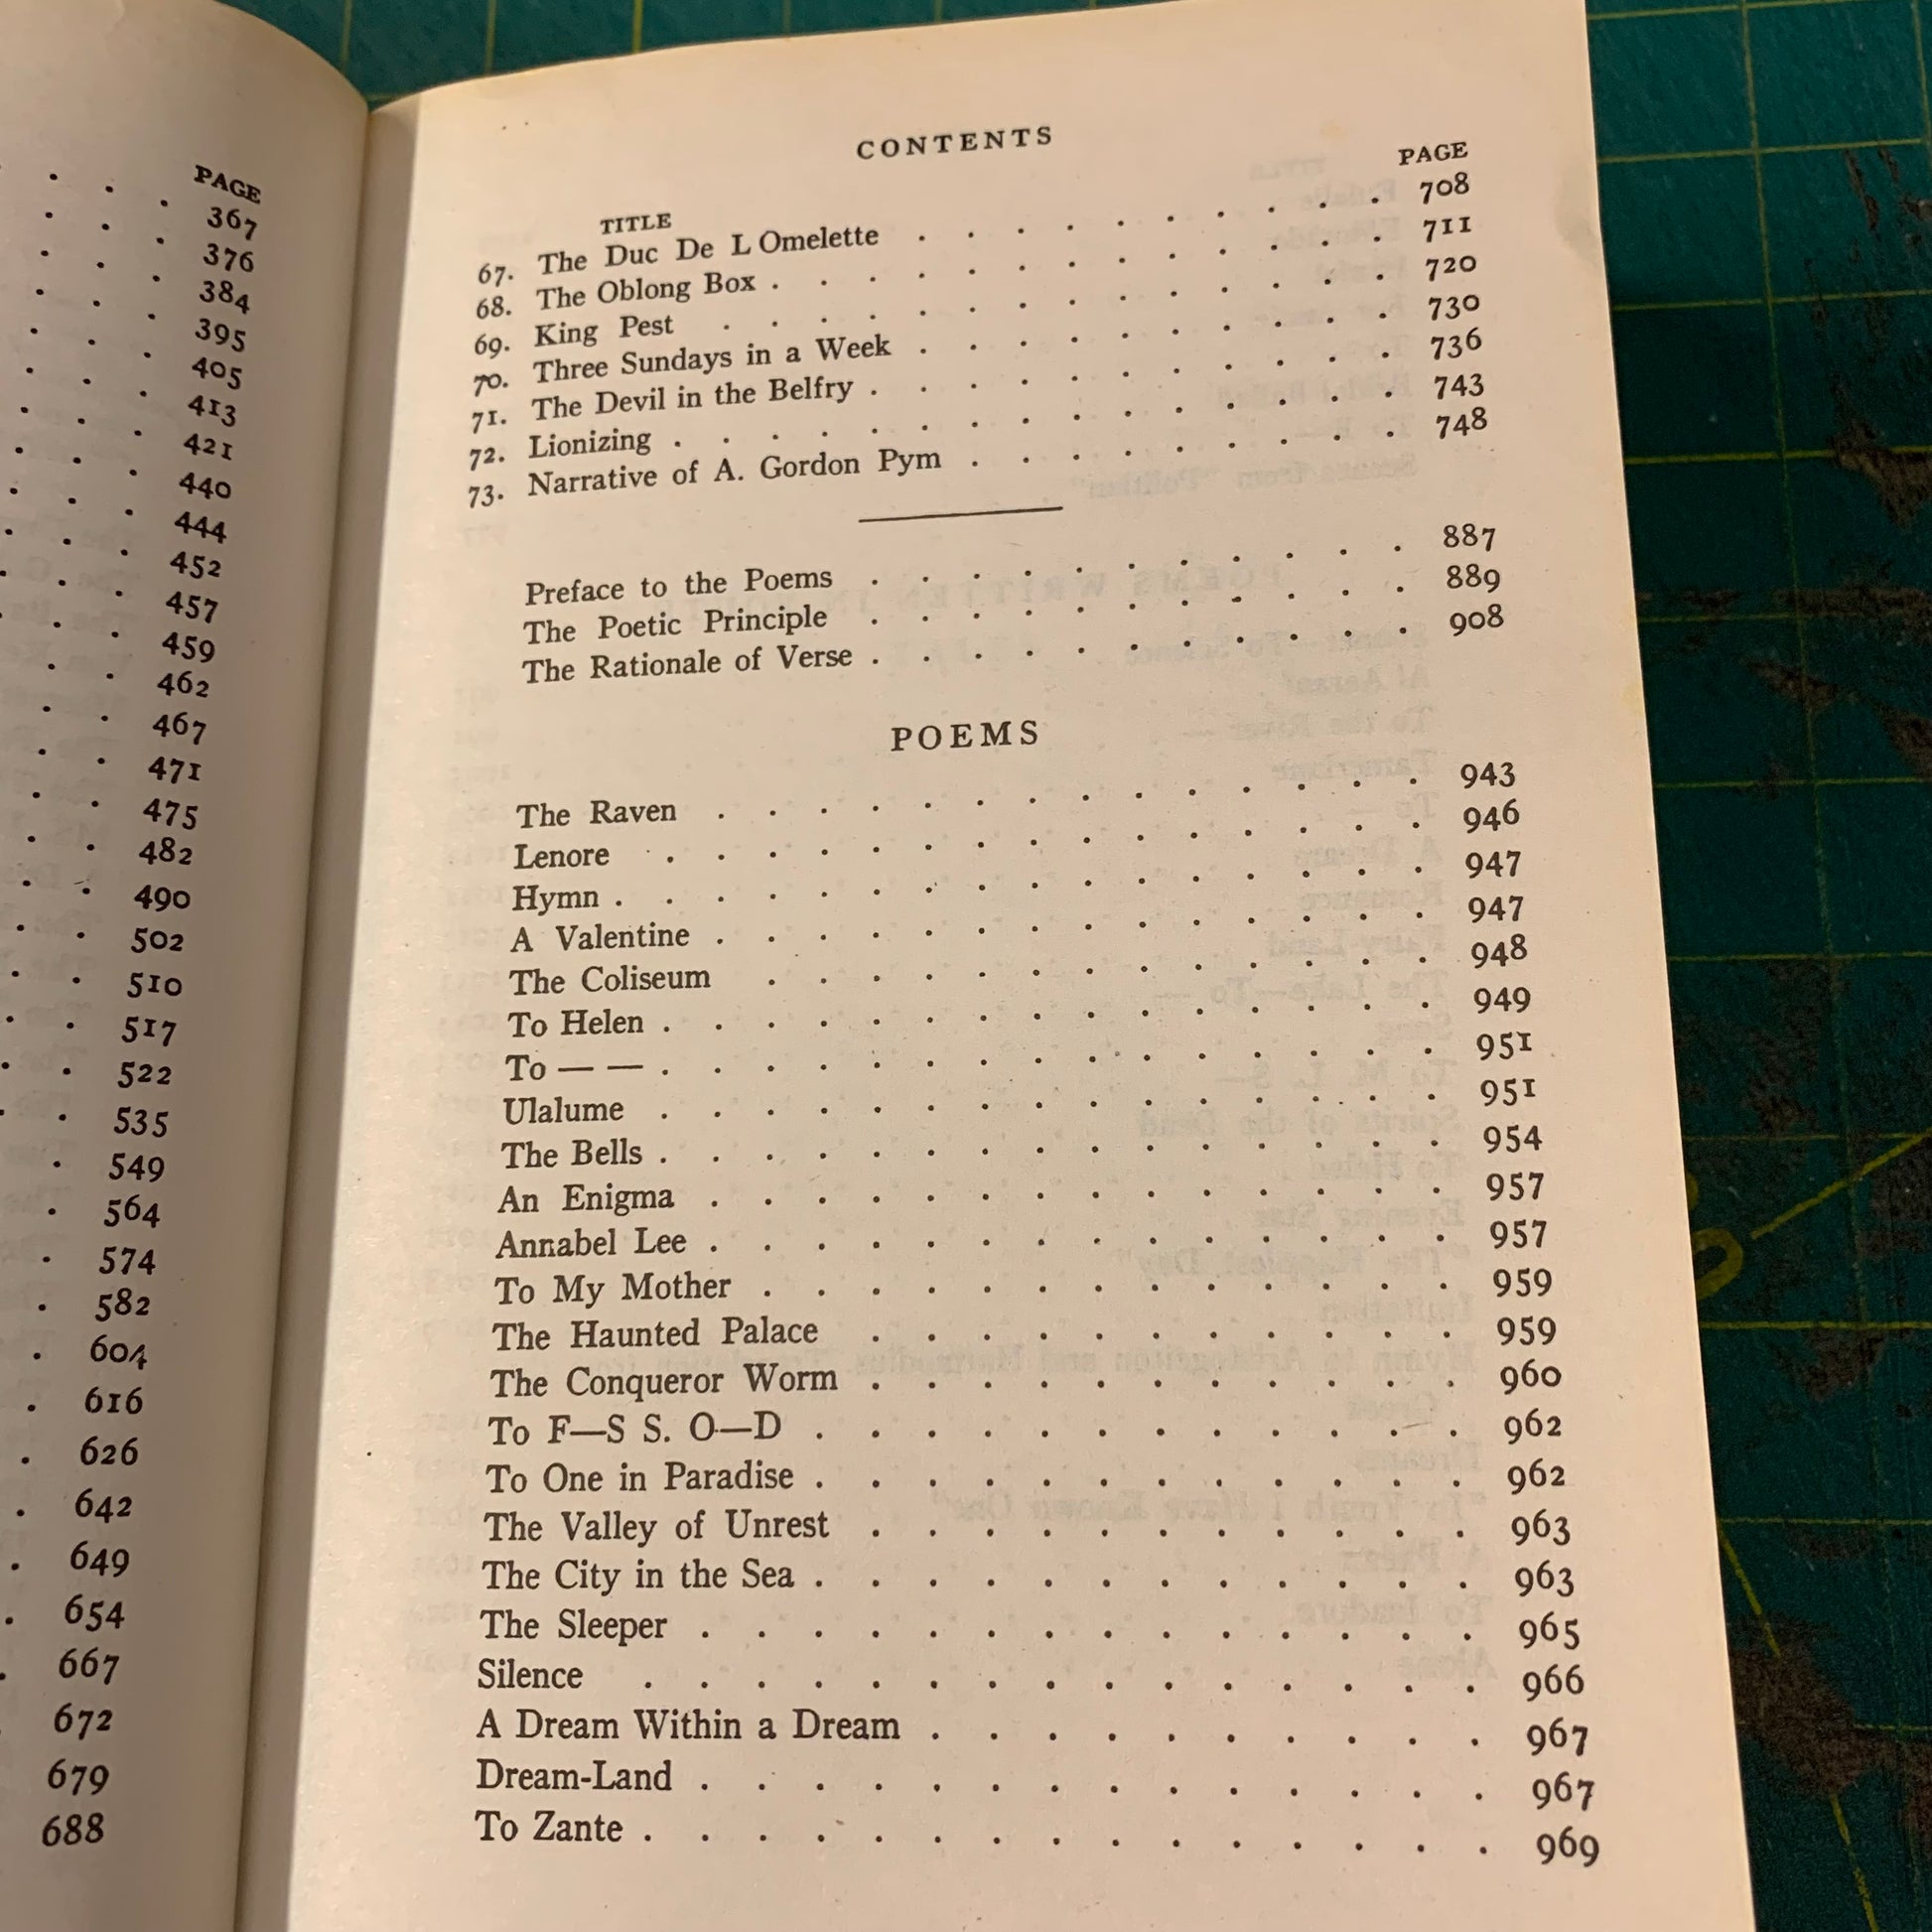 PAGE
367
376
384
395
405
413
421
440
444
452
457
459
462
467
471
475
482
490
502
510
517
522
535
549
564
574
582
604
616
626
642
649
654
667
672
679
688
CONTENTS
TITLE PAGE
67. The Duc De L Omelette . . . . . . . . . . 708
68. The Oblong Box . . . . . . . . . . . . . 711
69. King Pest . . . . . . . . . . . . . . 720
70. Three Sundays in a Week . . . . . . . . . . 730
71. The Devil in the Belfry . . . . . . . . . . . 736
72. Lionizing . . . . . . . . . . . . . . . 743
73. Narrative of A. Gordon Pym . . . . . . . . . 748
Preface to the Poems . . . . . . . . . . . 887
The Poetic Principle . . . . . . . . . . . 889
The Rationale of Verse . . . . . . . . . . . 908
POEMS
The Raven . . . . . . . . . . . . . . 943
Lenore . . . . . . . . . . . . . . . 946
Hymn . . . . . . . . . . . . . . . . 947
A Valentine . . . . . . . . . . . . . . 947
The Coliseum . . . . . . . . . . . . . 948
To Helen . . . . . . . . . . . . . . . 949
To — — . . . . . . . . . . . . . . . 951
Ulalume . . . . . . . . . . . . . . . 951
The Bells . . . . . . . . . . . . . . . 954
An Enigma . . . . . . . . . . . . . . 957
Annabel Lee . . . . . . . . . . . . . . 957
To My Mother . . . . . . . . . . . . . 959
The Haunted Palace . . . . . . . . . . . 959
The Conqueror Worm . . . . . . . . . . . 960
To F—S S. O—D . . . . . . . . . . . . 962
To One in Paradise . . . . . . . . . . . . 962
The Valley of Unrest . . . . . . . . . . . 963
The City in the Sea . . . . . . . . . . . . 963
The Sleeper . . . . . . . . . . . . . . 965
Silence . . . . . . . . . . . . . . . 966
A Dream Within a Dream . . . . . . . . . . 967
Dream-Land . . . . . . . . . . . . . . 967
To Zante . . . . . . . . . . . . . . . 969